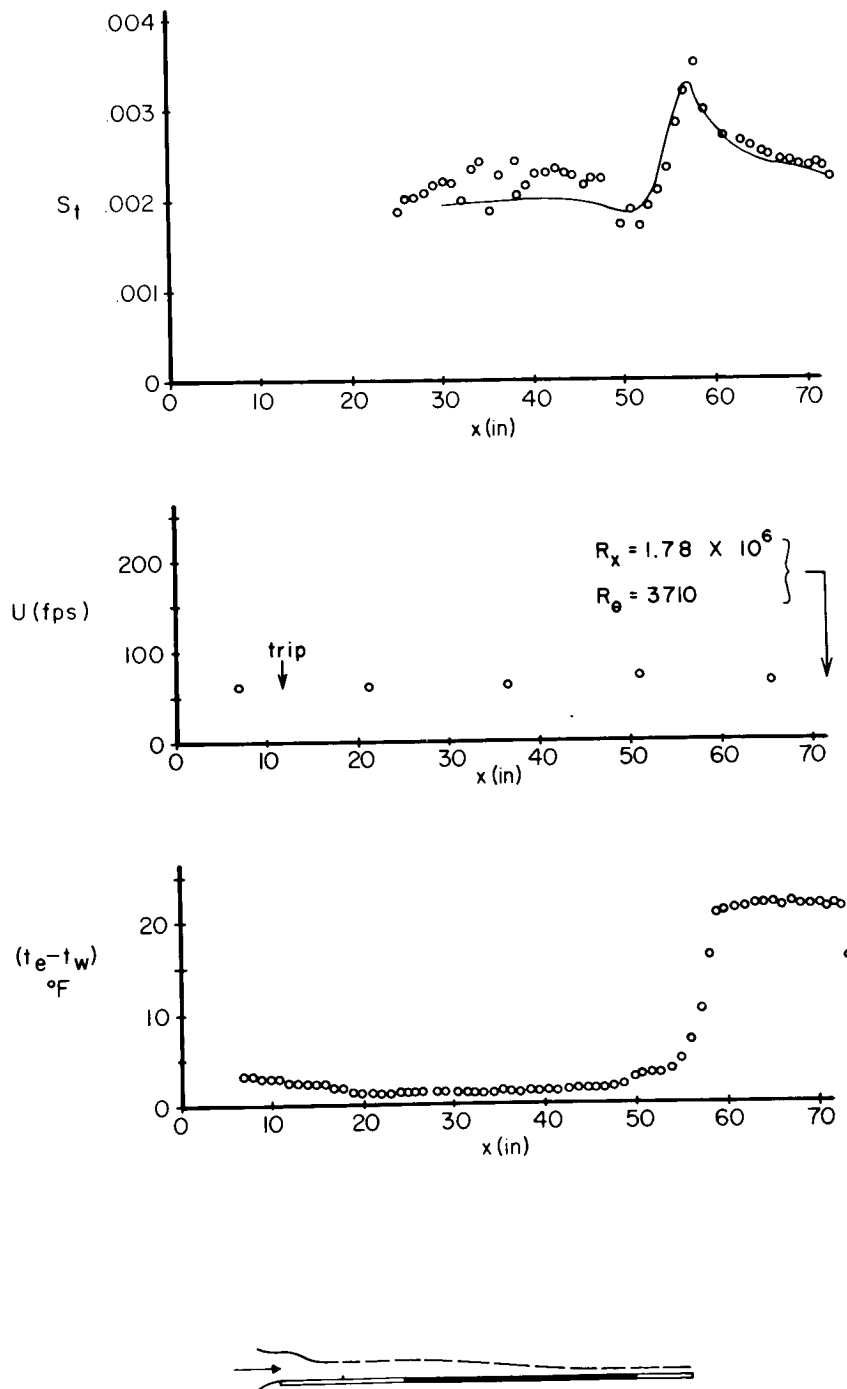 .004
.003
St .002
.001
0
0 10 20 30 40 50 60 70
x (in)
200
Rx = 1.78 X 10^6
Rθ = 3710
U (fps)
100
trip
0
0 10 20 30 40 50 60 70
x (in)
20
(te-tw)
°F
10
0
0 10 20 30 40 50 60 70
x (in)